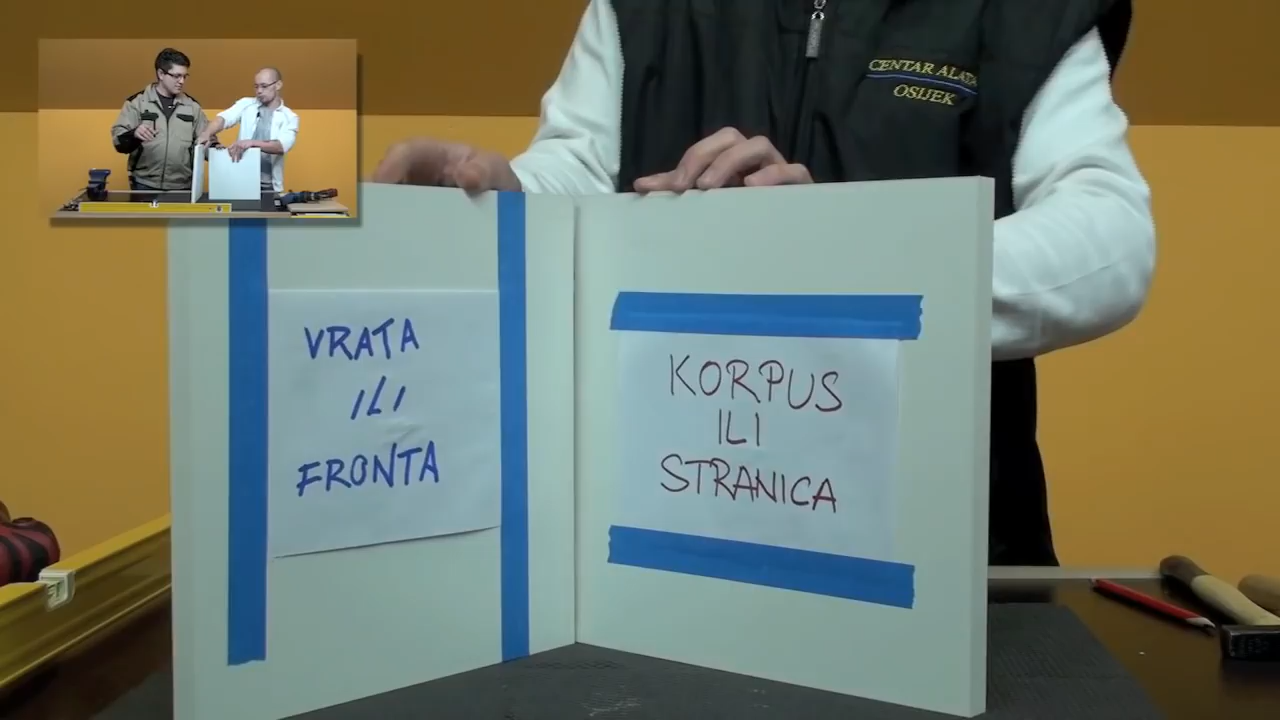 CENTAR ALATA
OSIJEK
VRATA
ILI
FRONTA
KORPUS
ILI
STRANICA